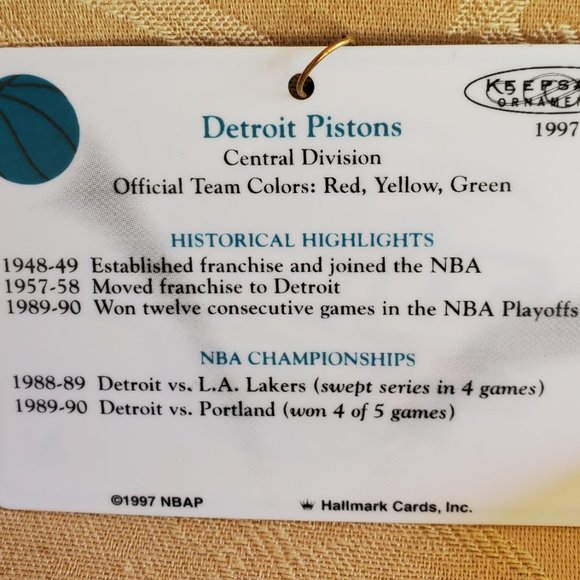 ORNAMEN
1997
Detroit Pistons
Central Division
Official Team Colors: Red, Yellow, Green
HISTORICAL HIGHLIGHTS
1948-49 Established franchise and joined the NBA
1957-58 Moved franchise to Detroit
1989-90 Won twelve consecutive games in the NBA Playoffs
NBA CHAMPIONSHIPS
1988-89 Detroit vs. L.A. Lakers (swept series in 4 games)
1989-90 Detroit vs. Portland (won 4 of 5 games)
©1997 NBAP
Hallmark Cards, Inc.